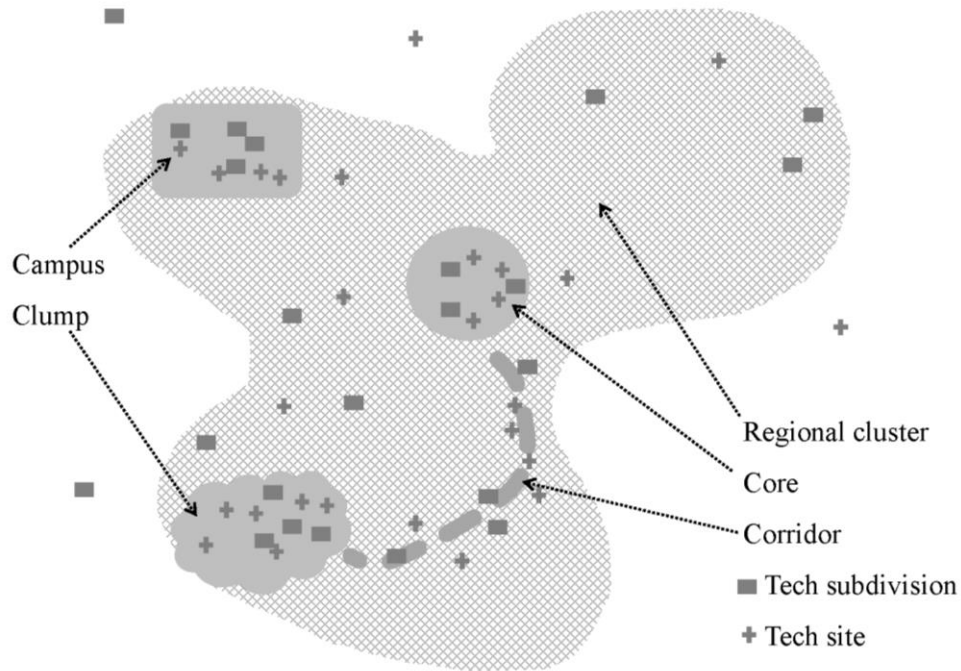 Campus
Clump
Regional cluster
Core
Corridor
Tech subdivision
Tech site